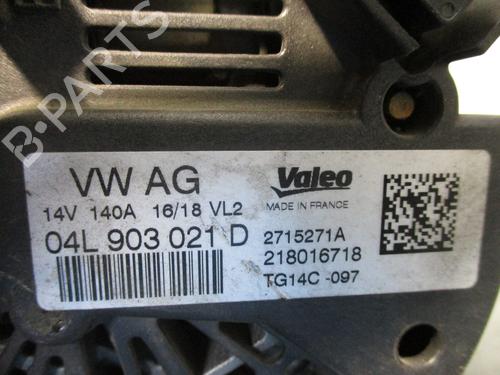 B-PARTS
VW AG
14V 140A 16/18 VL2
04L 903 021 D
Valeo
MADE IN FRANCE
2715271A
218016718
TG14C -097